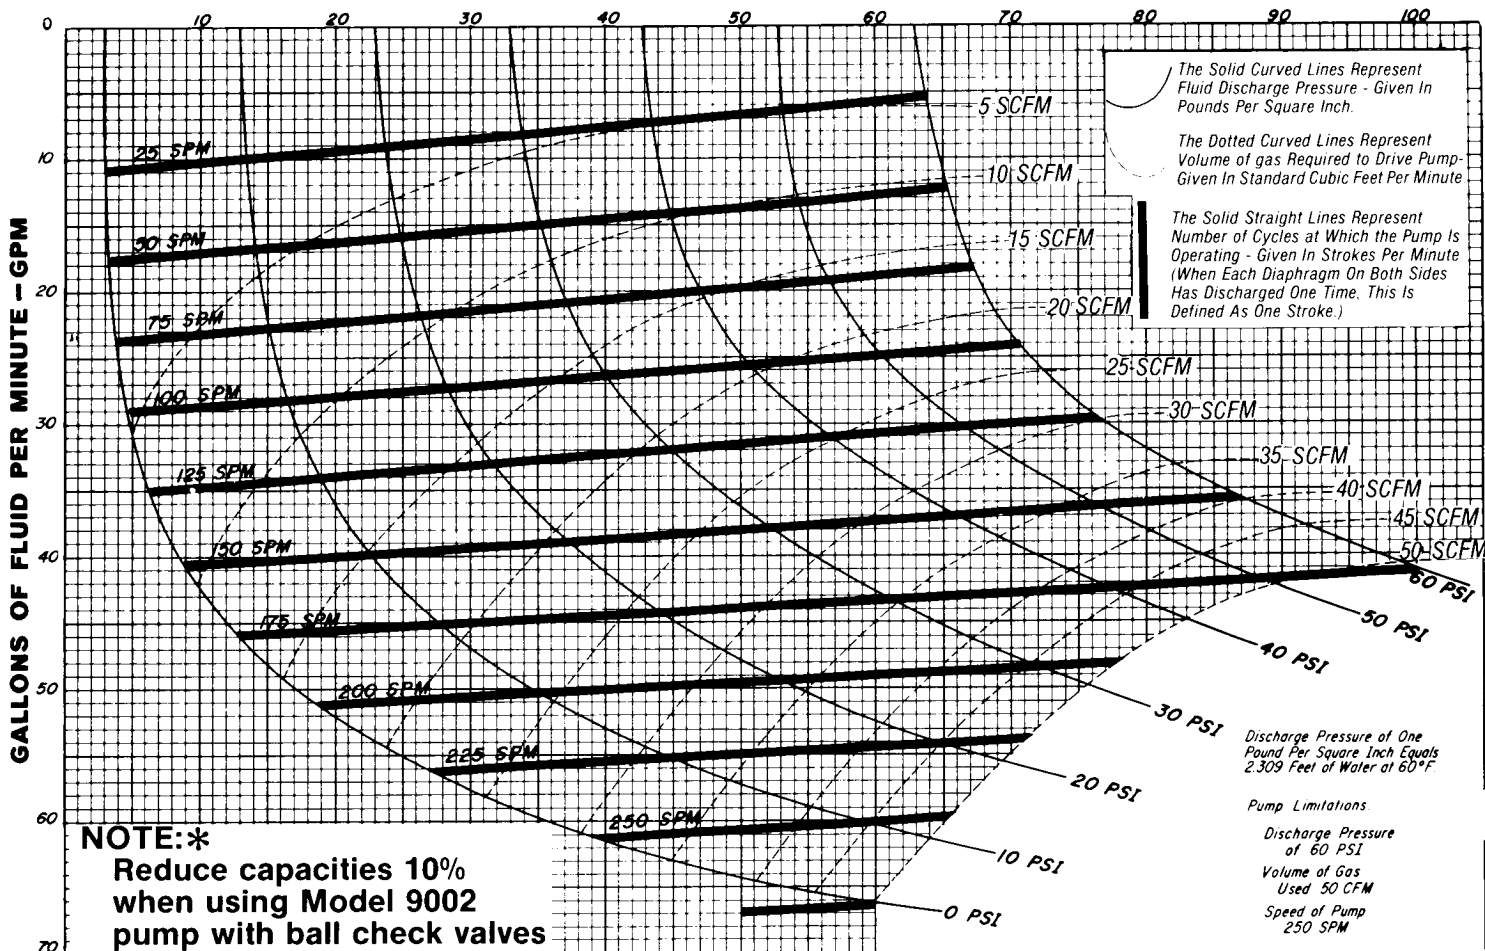 0 10 20 30 40 50 60 70 80 90 100
10
20
30
40
50
60
70
GALLONS OF FLUID PER MINUTE – GPM
25 SPM
50 SPM
75 SPM
100 SPM
125 SPM
150 SPM
175 SPM
200 SPM
225 SPM
250 SPM
5 SCFM
10 SCFM
15 SCFM
20 SCFM
25 SCFM
30 SCFM
35 SCFM
40 SCFM
45 SCFM
50 SCFM
60 PSI
50 PSI
40 PSI
30 PSI
20 PSI
10 PSI
0 PSI
The Solid Curved Lines Represent
Fluid Discharge Pressure - Given In
Pounds Per Square Inch.
The Dotted Curved Lines Represent
Volume of gas Required to Drive Pump-
Given In Standard Cubic Feet Per Minute
The Solid Straight Lines Represent
Number of Cycles at Which the Pump Is
Operating - Given In Strokes Per Minute
(When Each Diaphragm On Both Sides
Has Discharged One Time, This Is
Defined As One Stroke.)
Discharge Pressure of One
Pound Per Square Inch Equals
2.309 Feet of Water at 60°F.
Pump Limitations
Discharge Pressure
of 60 PSI
Volume of Gas
Used 50 CFM
Speed of Pump
250 SPM
NOTE:*
Reduce capacities 10%
when using Model 9002
pump with ball check valves